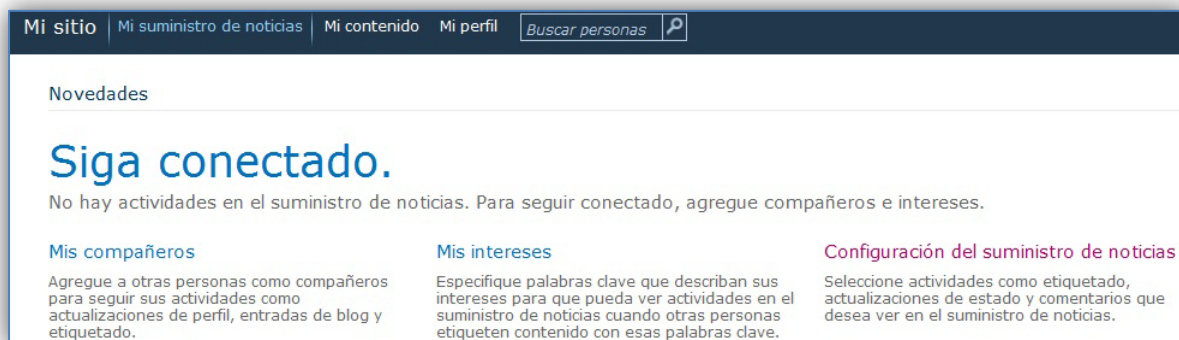 Mi sitio Mi suministro de noticias Mi contenido Mi perfil Buscar personas
Novedades
Siga conectado.
No hay actividades en el suministro de noticias. Para seguir conectado, agregue compañeros e intereses.
Mis compañeros
Agregue a otras personas como compañeros
para seguir sus actividades como
actualizaciones de perfil, entradas de blog y
etiquetado.
Mis intereses
Especifique palabras clave que describan sus
intereses para que pueda ver actividades en el
suministro de noticias cuando otras personas
etiqueten contenido con esas palabras clave.
Configuración del suministro de noticias
Seleccione actividades como etiquetado,
actualizaciones de estado y comentarios que
desea ver en el suministro de noticias.